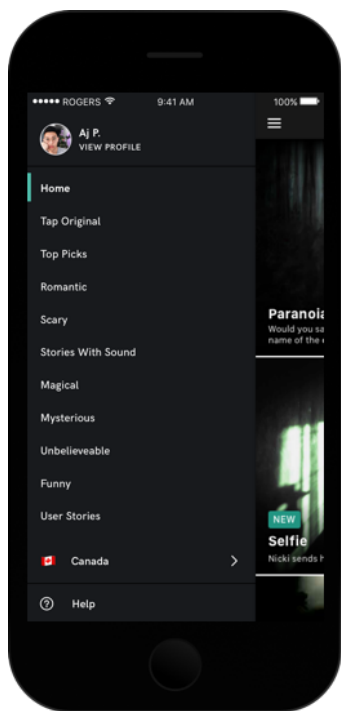 ROGERS 9:41 AM 100%
Aj P.
VIEW PROFILE
Home
Tap Original
Top Picks
Romantic
Scary
Stories With Sound
Magical
Mysterious
Unbelieveable
Funny
User Stories
Canada
Help
Paranoia
Would you sa
name of the
NEW
Selfie
Nicki sends h